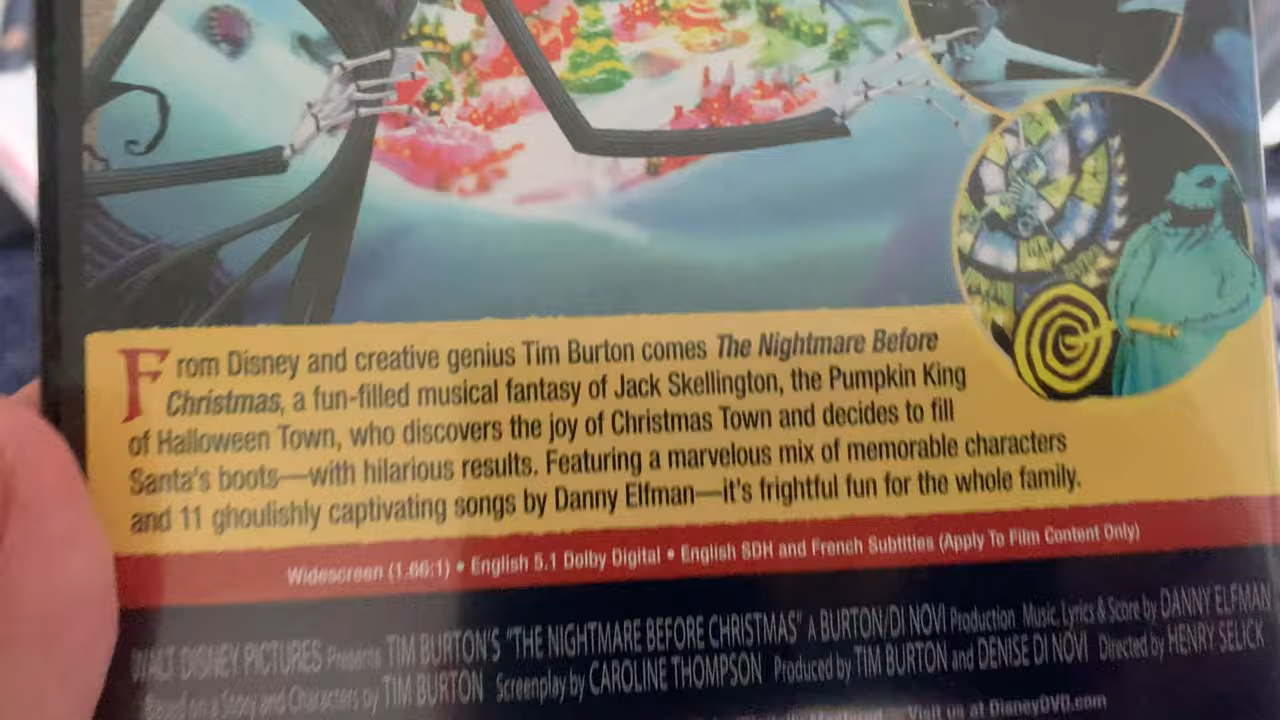 From Disney and creative genius Tim Burton comes The Nightmare Before
Christmas, a fun-filled musical fantasy of Jack Skellington, the Pumpkin King
of Halloween Town, who discovers the joy of Christmas Town and decides to fill
Santa's boots—with hilarious results. Featuring a marvelous mix of memorable characters
and 11 ghoulishly captivating songs by Danny Elfman—it's frightful fun for the whole family.
Widescreen (1.66:1) • English 5.1 Dolby Digital • English SDH and French Subtitles (Apply To Film Content Only)
WALT DISNEY PICTURES Presents TIM BURTON'S "THE NIGHTMARE BEFORE CHRISTMAS" A BURTON/DI NOVI Production Music, Lyrics & Score by DANNY ELFMAN
Based on a Story and Characters by TIM BURTON Screenplay by CAROLINE THOMPSON Produced by TIM BURTON and DENISE DI NOVI Directed by HENRY SELICK
Visit us at DisneyDVD.com